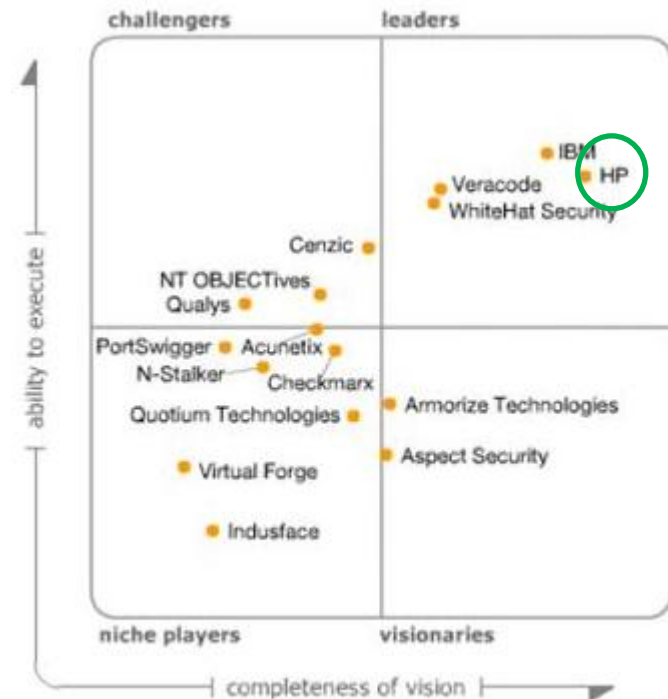 challengers
leaders
IBM
HP
Veracode
WhiteHat Security
Cenzic
NT OBJECTives
Qualys
PortSwigger
Acunetix
N-Stalker
Checkmarx
Armorize Technologies
Quotium Technologies
Aspect Security
Virtual Forge
Indusface
niche players
visionaries
ability to execute
completeness of vision